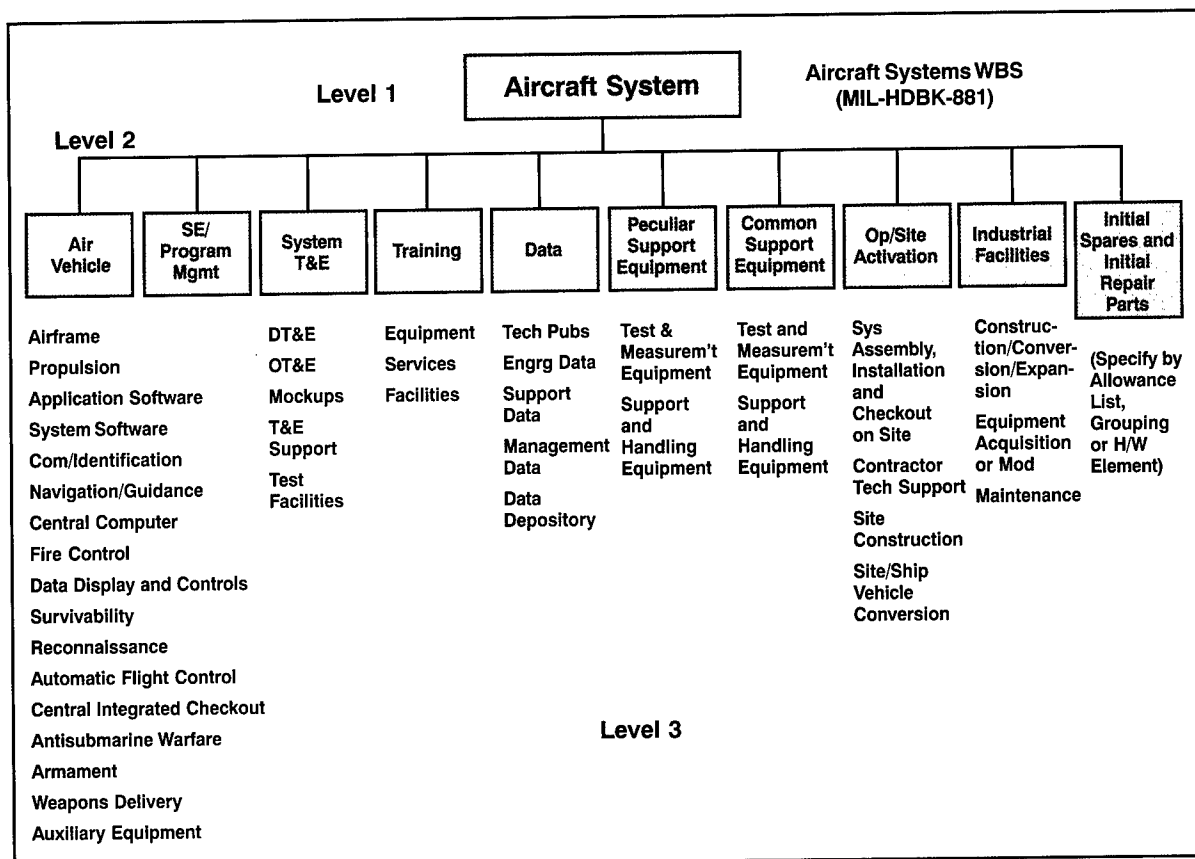 Level 1
Aircraft System
Aircraft Systems WBS
(MIL-HDBK-881)
Level 2
Air
Vehicle
SE/
Program
Mgmt
System
T&E
Training
Data
Peculiar
Support
Equipment
Common
Support
Equipment
Op/Site
Activation
Industrial
Facilities
Initial
Spares and
Initial
Repair
Parts
Airframe
Propulsion
Application Software
System Software
Com/Identification
Navigation/Guidance
Central Computer
Fire Control
Data Display and Controls
Survivability
Reconnaissance
Automatic Flight Control
Central Integrated Checkout
Antisubmarine Warfare
Armament
Weapons Delivery
Auxiliary Equipment
DT&E
OT&E
Mockups
T&E
Support
Test
Facilities
Equipment
Services
Facilities
Tech Pubs
Engrg Data
Support
Data
Management
Data
Data
Depository
Test &
Measurem't
Equipment
Support
and
Handling
Equipment
Test and
Measurem't
Equipment
Support
and
Handling
Equipment
Sys
Assembly,
Installation
and
Checkout
on Site
Contractor
Tech Support
Site
Construction
Site/Ship
Vehicle
Conversion
Construc-
tion/Conver-
sion/Expan-
sion
Equipment
Acquisition
or Mod
Maintenance
(Specify by
Allowance
List,
Grouping
or H/W
Element)
Level 3